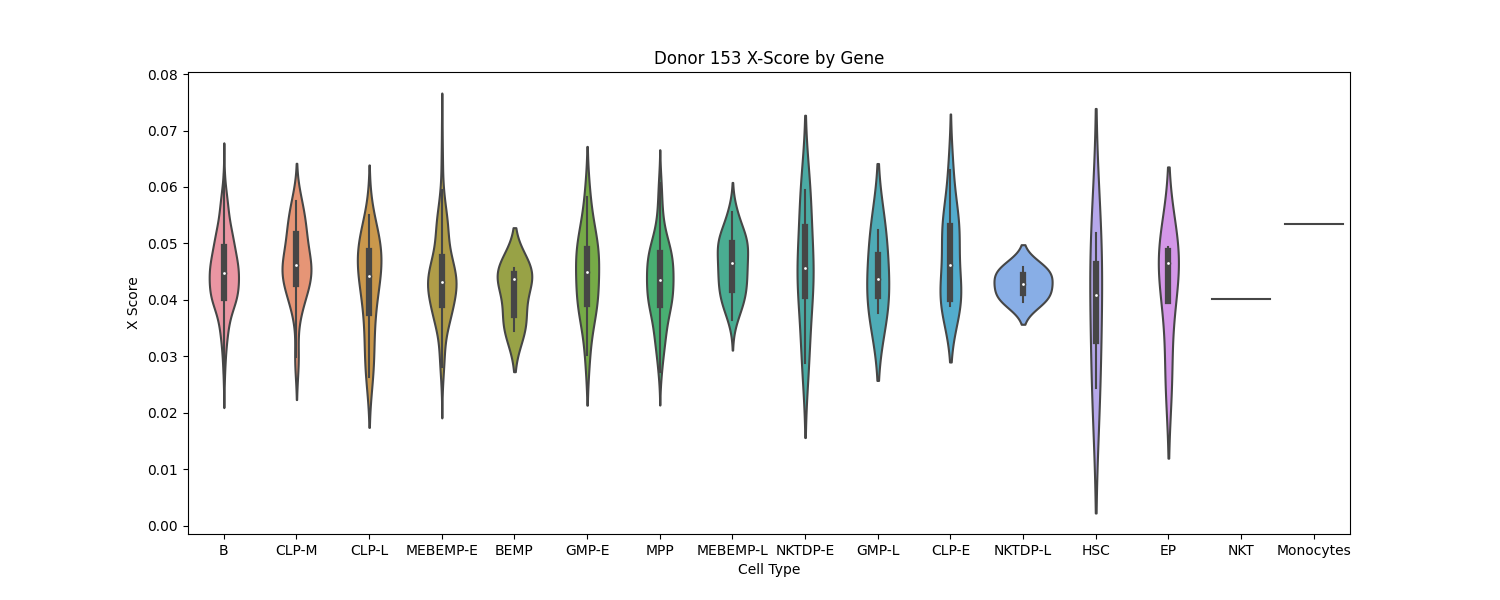 Donor 153 X-Score by Gene
0.08
0.07
0.06
0.05
0.04
0.03
0.02
0.01
0.00
X Score
B CLP-M CLP-L MEBEMP-E BEMP GMP-E MPP MEBEMP-L NKTDP-E GMP-L CLP-E NKTDP-L HSC EP NKT Monocytes
Cell Type